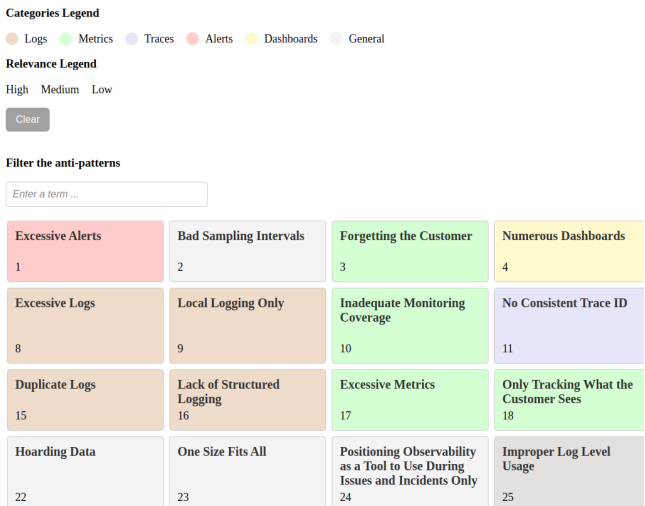 Categories Legend
Logs Metrics Traces Alerts Dashboards General
Relevance Legend
High Medium Low
Clear
Filter the anti-patterns
Enter a term ...
Excessive Alerts
1
Bad Sampling Intervals
2
Forgetting the Customer
3
Numerous Dashboards
4
Excessive Logs
8
Local Logging Only
9
Inadequate Monitoring
Coverage
10
No Consistent Trace ID
11
Duplicate Logs
15
Lack of Structured
Logging
16
Excessive Metrics
17
Only Tracking What the
Customer Sees
18
Hoarding Data
22
One Size Fits All
23
Positioning Observability
as a Tool to Use During
Issues and Incidents Only
24
Improper Log Level
Usage
25